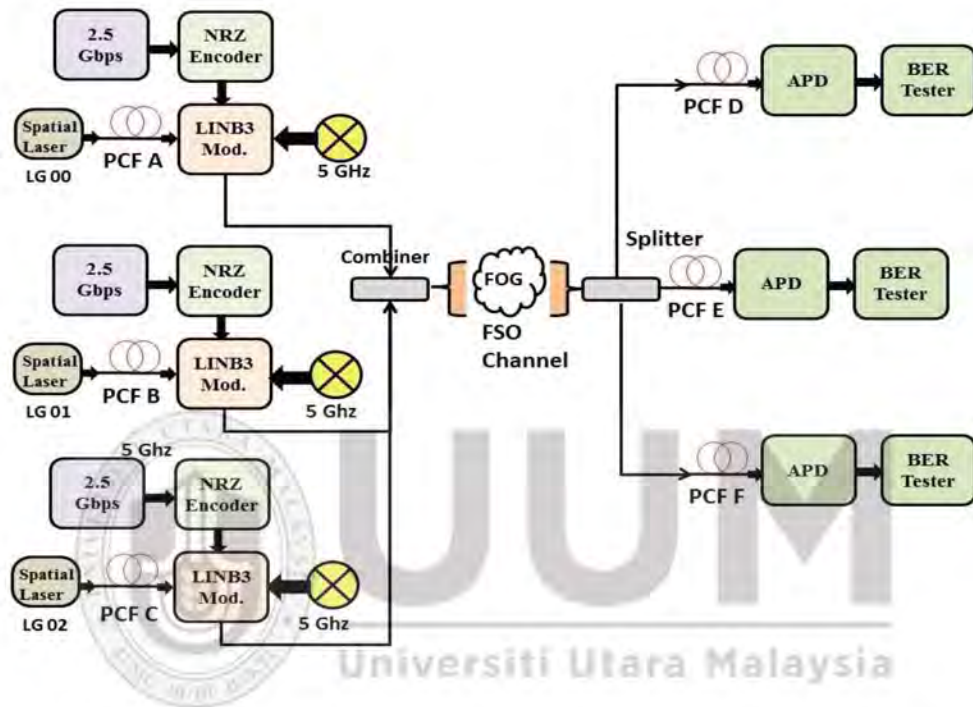 2.5
Gbps
NRZ
Encoder
Spatial
Laser
LG 00
PCF A
LINB3
Mod.
5 GHz
2.5
Gbps
NRZ
Encoder
Spatial
Laser
LG 01
PCF B
LINB3
Mod.
5 Ghz
5 Ghz
2.5
Gbps
NRZ
Encoder
Spatial
Laser
LG 02
PCF C
LINB3
Mod.
5 Ghz
Combiner
FOG
FSO
Channel
Splitter
PCF D
APD
BER
Tester
PCF E
APD
BER
Tester
PCF F
APD
BER
Tester
UUM
Universiti Utara Malaysia